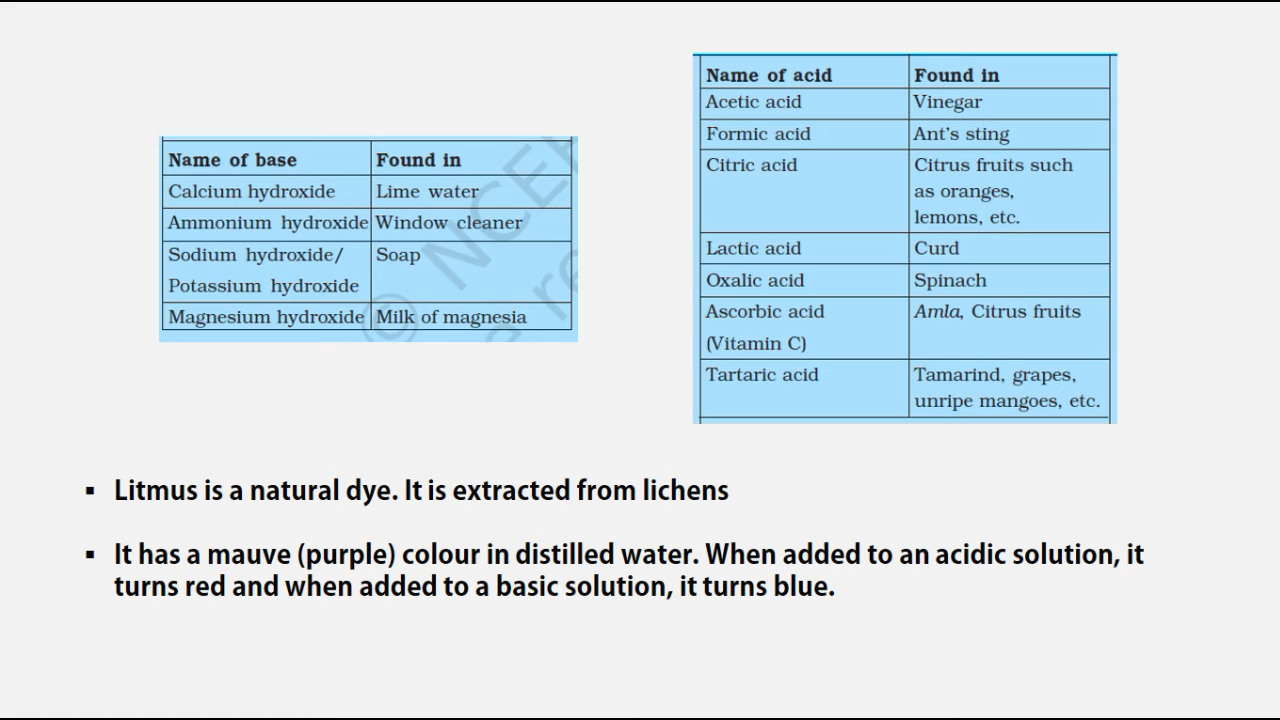 Name of base Found in
Calcium hydroxide Lime water
Ammonium hydroxide Window cleaner
Sodium hydroxide/ Soap
Potassium hydroxide
Magnesium hydroxide Milk of magnesia
Name of acid Found in
Acetic acid Vinegar
Formic acid Ant's sting
Citric acid Citrus fruits such
as oranges,
lemons, etc.
Lactic acid Curd
Oxalic acid Spinach
Ascorbic acid Amla, Citrus fruits
(Vitamin C)
Tartaric acid Tamarind, grapes,
unripe mangoes, etc.
▪ Litmus is a natural dye. It is extracted from lichens
▪ It has a mauve (purple) colour in distilled water. When added to an acidic solution, it
turns red and when added to a basic solution, it turns blue.